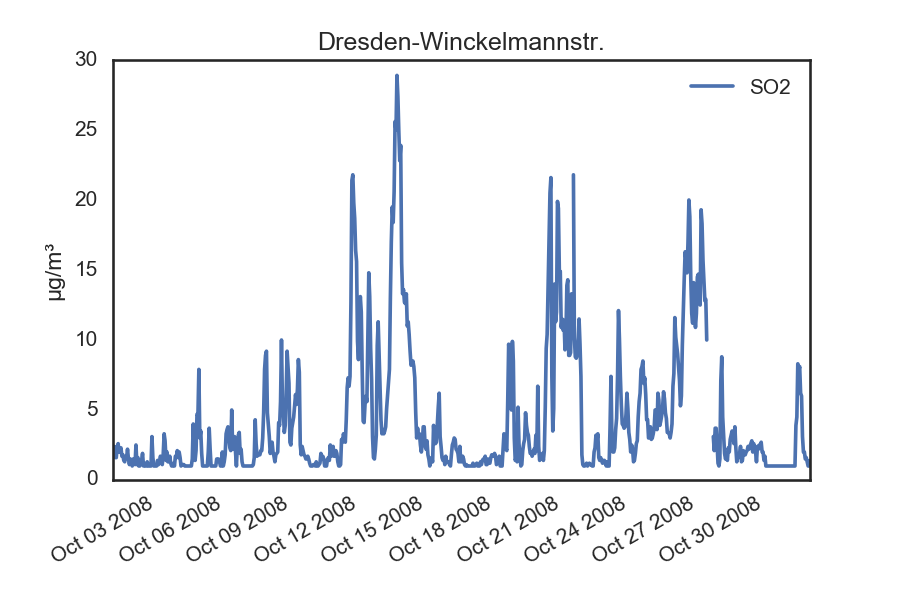 Dresden-Winckelmannstr.
30
25
20
15
10
5
0
µg/m³
SO2
Oct 03 2008
Oct 06 2008
Oct 09 2008
Oct 12 2008
Oct 15 2008
Oct 18 2008
Oct 21 2008
Oct 24 2008
Oct 27 2008
Oct 30 2008